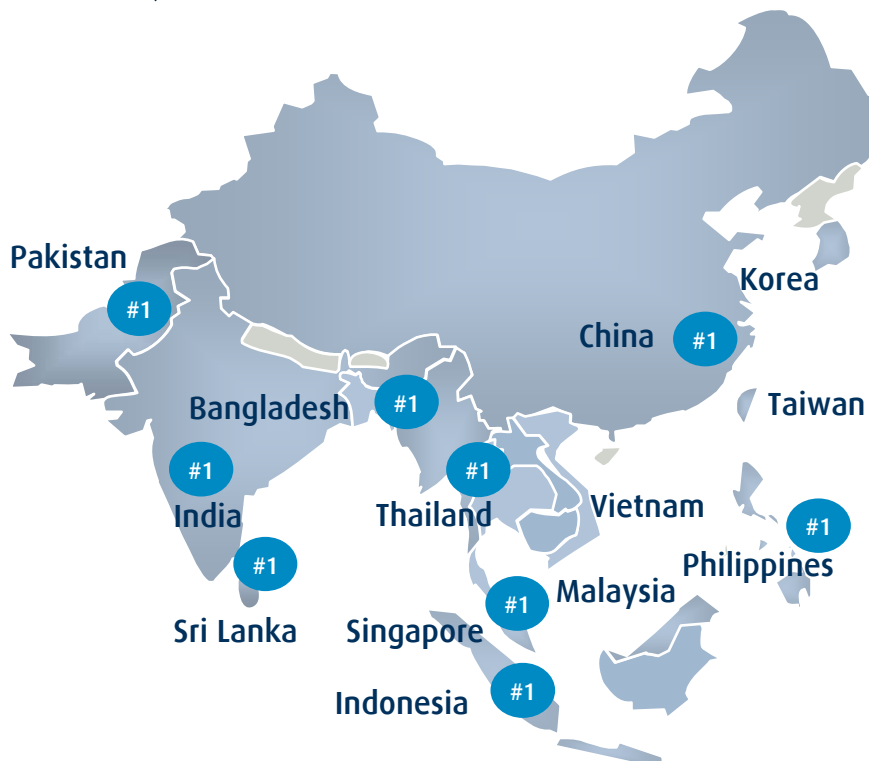 Pakistan
#1
Korea
China
#1
Bangladesh
#1
Taiwan
#1
India
#1
Thailand
Vietnam
#1
Philippines
#1
Sri Lanka
Malaysia
#1
Singapore
Indonesia
#1